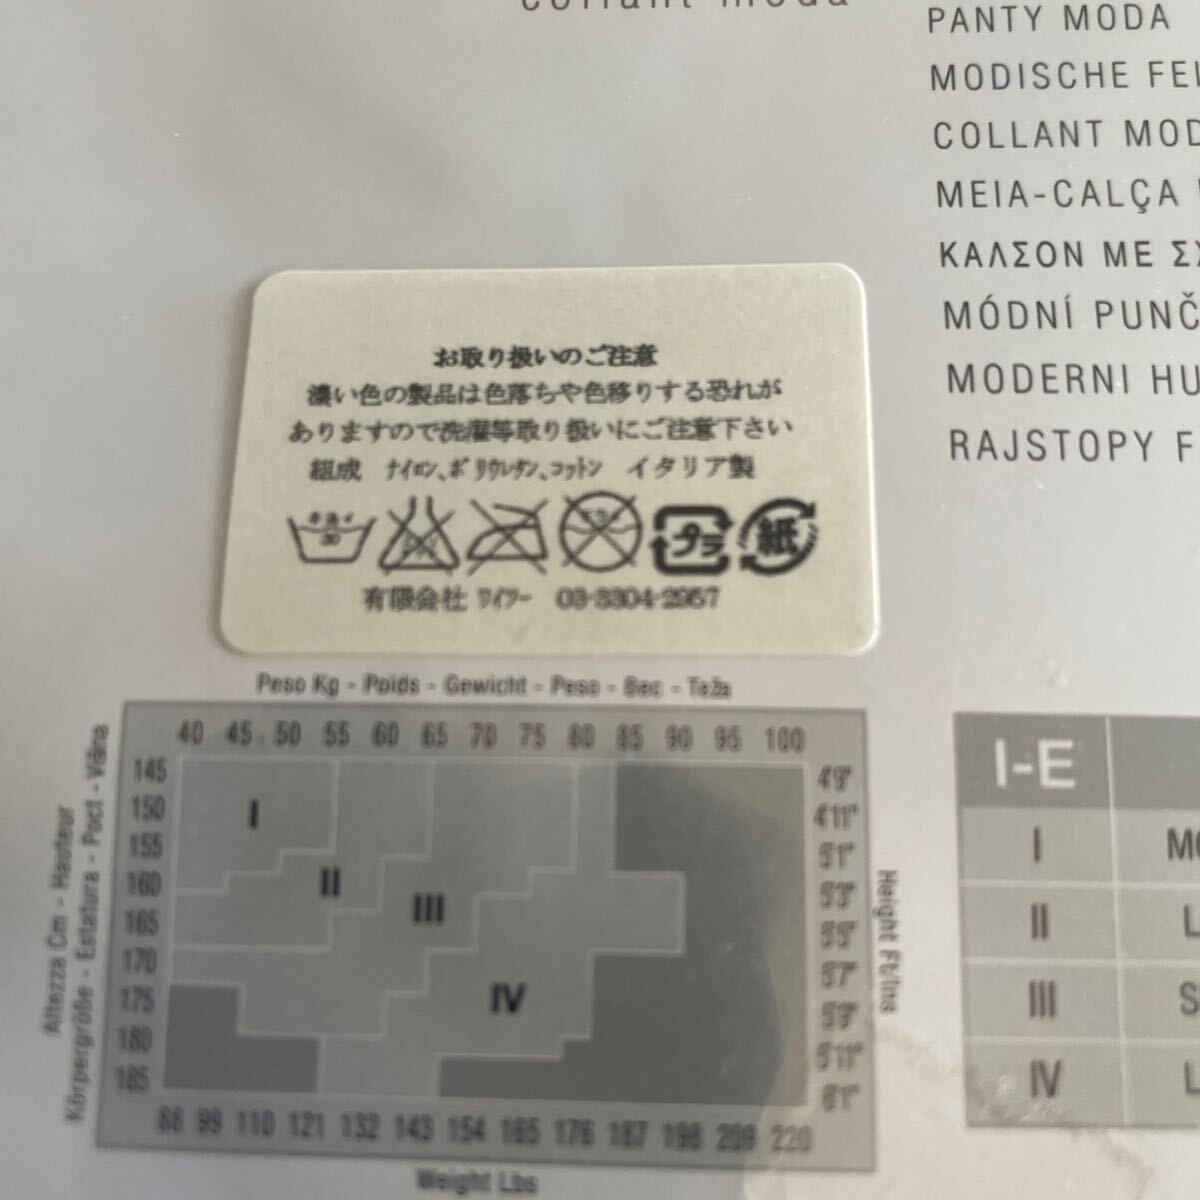 collant moda
PANTY MODA
MODISCHE
COLLANT MOD
MEIA-CALÇA
ΚΑΛΣΟΝ ΜΕ
MÓDNÍ PUNČ
MODERNI HU
RAJSTOPY F
お取り扱いのご注意
濃い色の製品は色落ちや色移りする恐れが
ありますので洗濯等取り扱いにご注意下さい
組成 ナイロン、ポリウレタン、コットン イタリア製
30
プラ 紙
有限会社 ワイツー 03-3304-2957
Peso Kg - Poids - Gewicht - Peso - Вес - Teža
40 45 50 55 60 65 70 75 80 85 90 95 100
145 4'9"
150 4'11"
155 5'1"
160 5'3"
165 5'5"
170 5'7"
175 5'9"
180 5'11"
185 6'1"
I
II
III
IV
88 99 110 121 132 143 154 165 176 187 198 209 220
Weight Lbs
Altezza Cm - Hauteur
Körpergröße - Estatura - Рост - Višina
Height Ft/Ins
I-E
I
II L
III
IV L